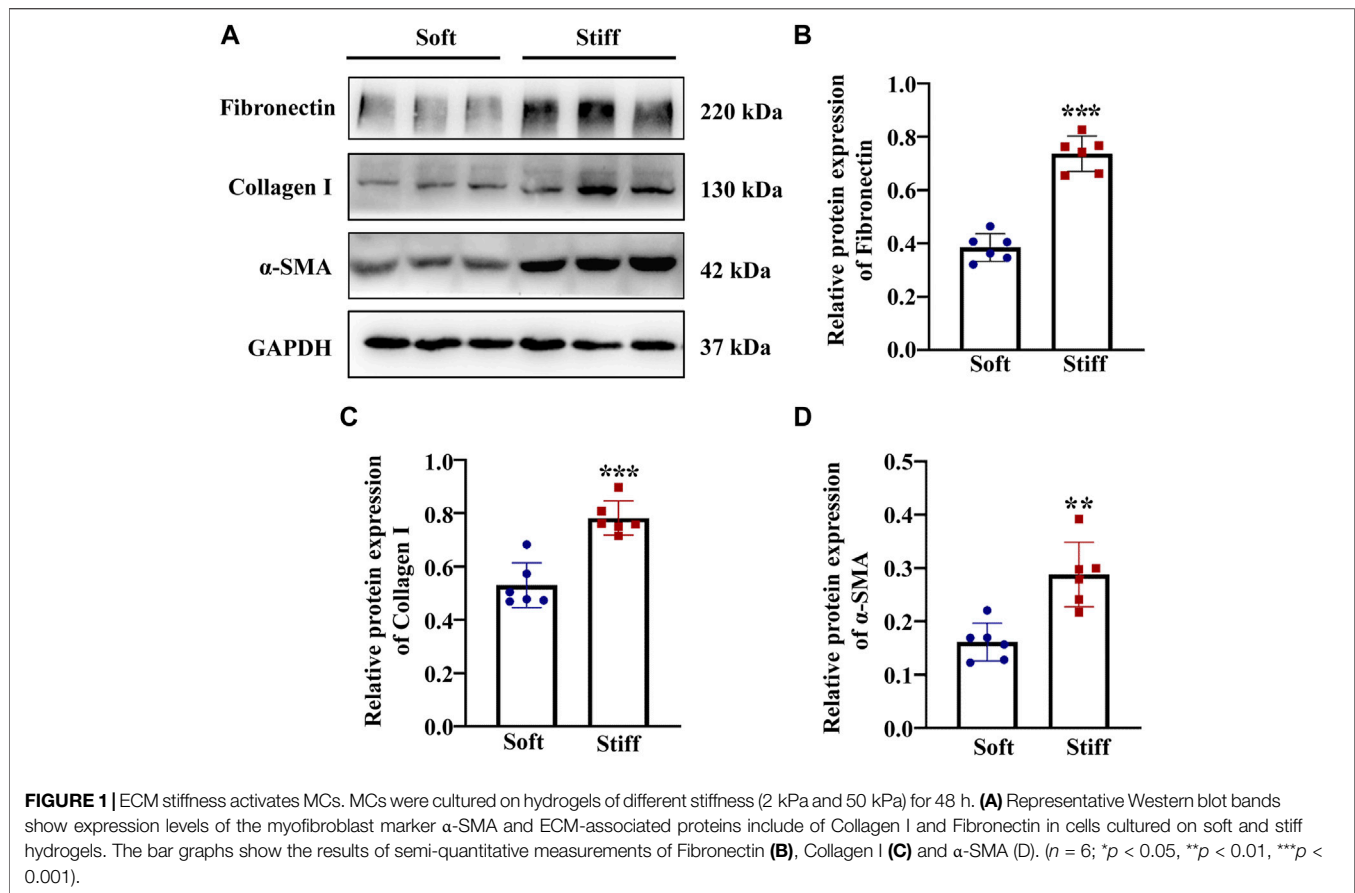 A
Soft Stiff
Fibronectin 220 kDa
Collagen I 130 kDa
α-SMA 42 kDa
GAPDH 37 kDa
B
Relative protein expression
of Fibronectin
1.0
0.8
0.6
0.4
0.2
0.0
***
Soft Stiff
C
Relative protein expression
of Collagen I
1.0
0.8
0.6
0.4
0.2
0.0
***
Soft Stiff
D
Relative protein expression
of α-SMA
0.5
0.4
0.3
0.2
0.1
0.0
**
Soft Stiff
FIGURE 1 | ECM stiffness activates MCs. MCs were cultured on hydrogels of different stiffness (2 kPa and 50 kPa) for 48 h. (A) Representative Western blot bands
show expression levels of the myofibroblast marker α-SMA and ECM-associated proteins include of Collagen I and Fibronectin in cells cultured on soft and stiff
hydrogels. The bar graphs show the results of semi-quantitative measurements of Fibronectin (B), Collagen I (C) and α-SMA (D). (n = 6; *p < 0.05, **p < 0.01, ***p <
0.001).